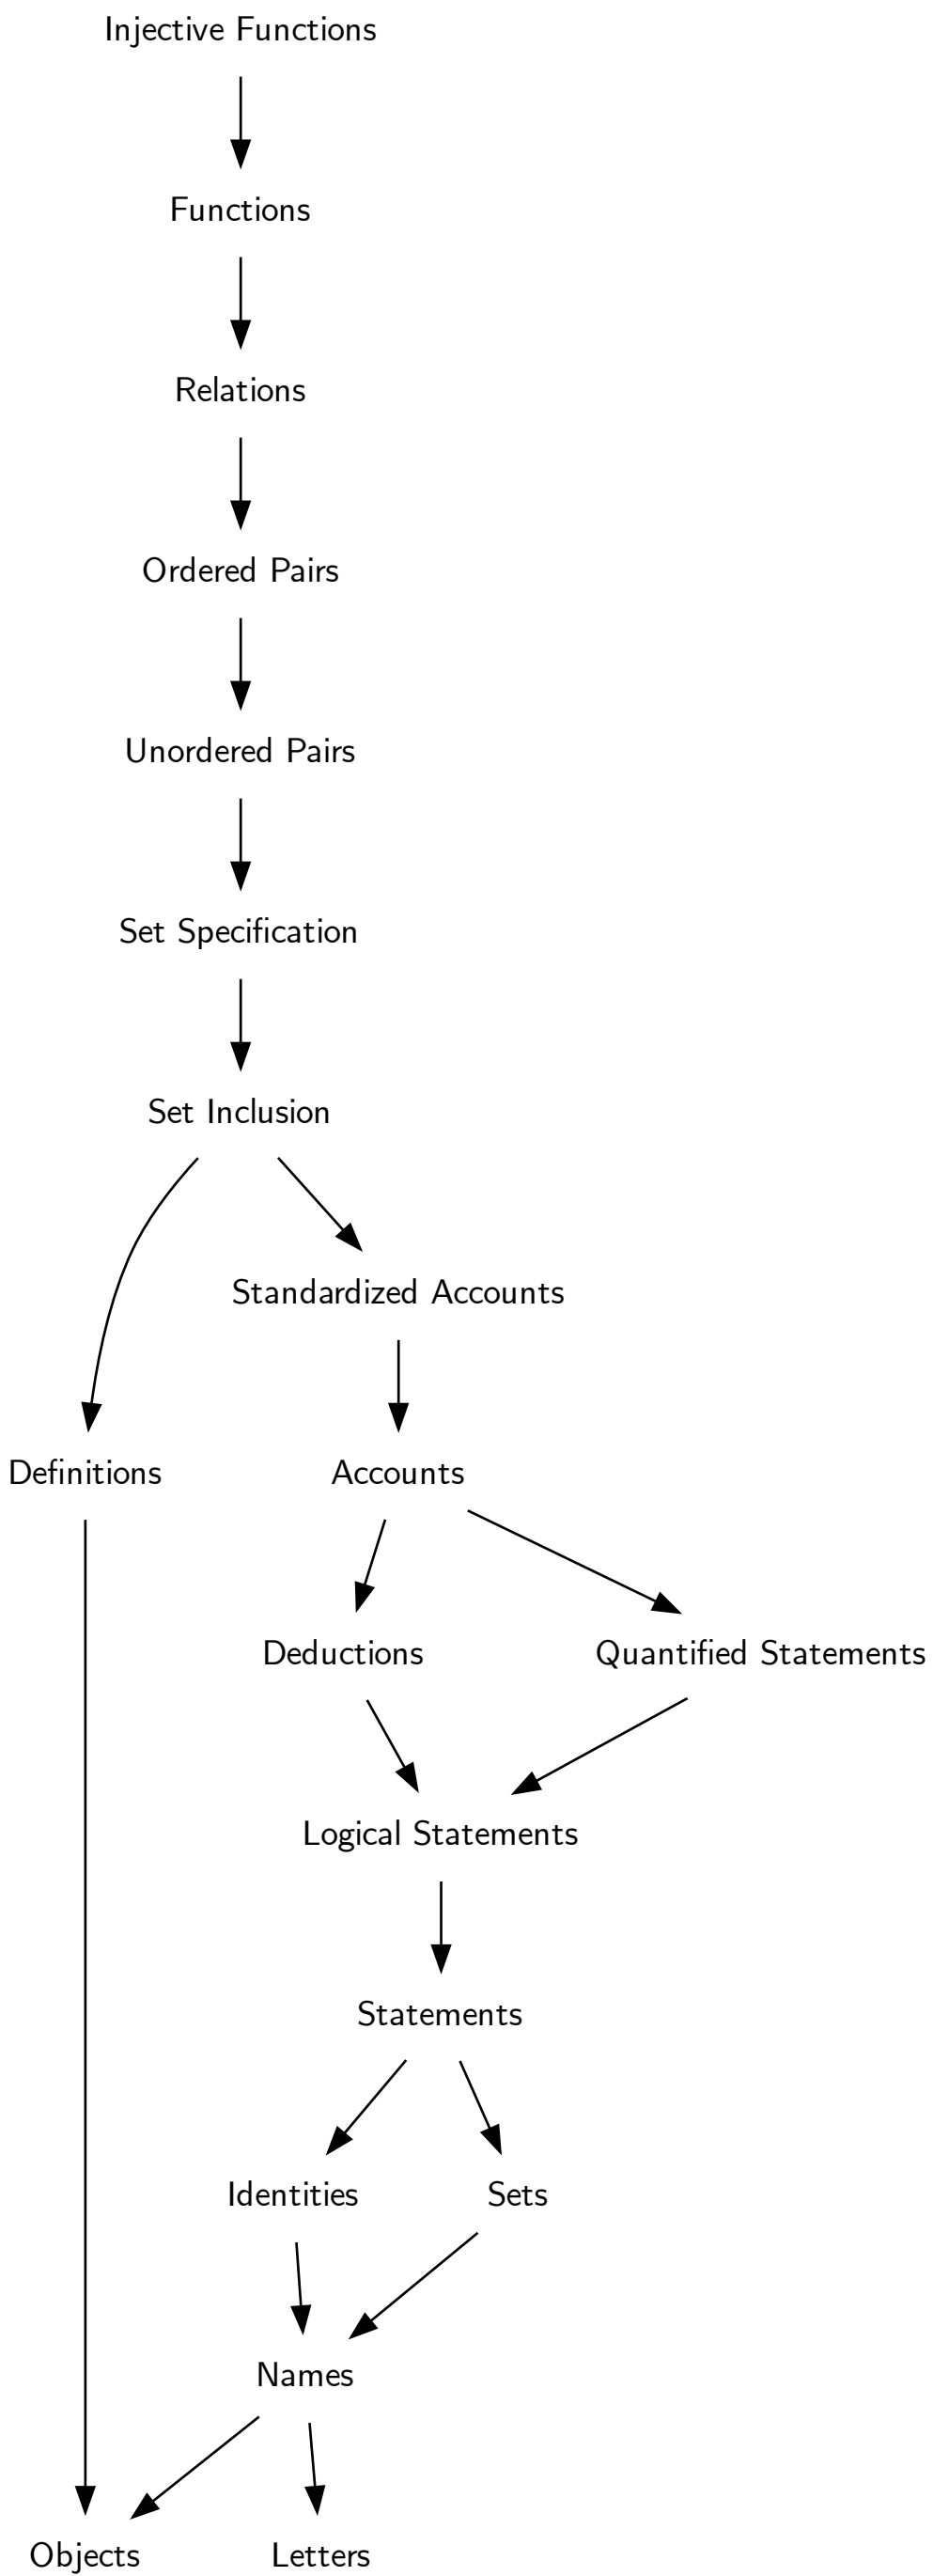 Injective Functions
Functions
Relations
Ordered Pairs
Unordered Pairs
Set Specification
Set Inclusion
Standardized Accounts
Definitions
Accounts
Deductions
Quantified Statements
Logical Statements
Statements
Identities
Sets
Names
Objects
Letters